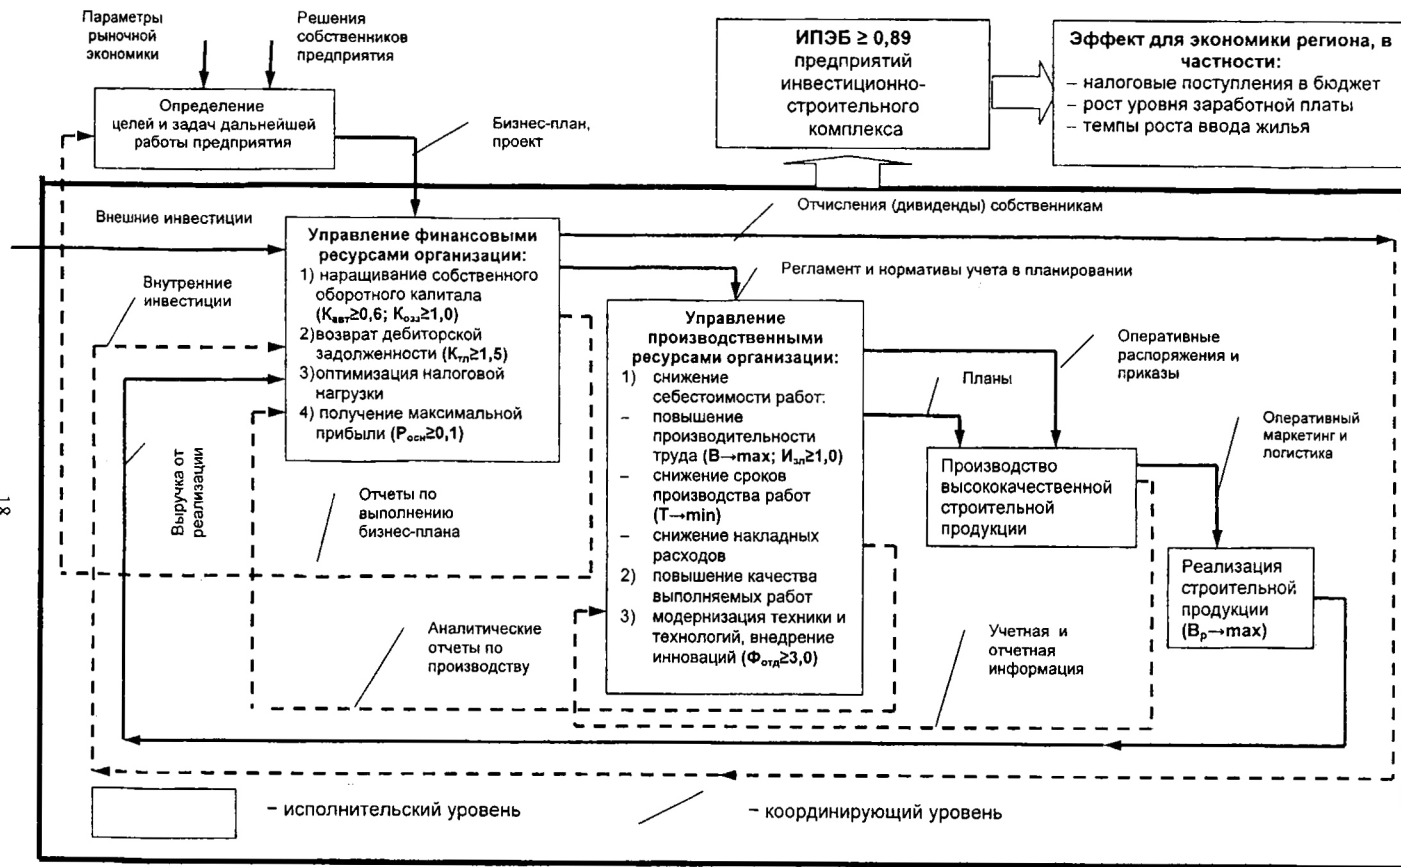 Параметры
рыночной
экономики
Решения
собственников
предприятия
Определение
целей и задач дальнейшей
работы предприятия
Бизнес-план,
проект
ИПЭБ ≥ 0,89
предприятий
инвестиционно-
строительного
комплекса
Эффект для экономики региона, в
частности:
– налоговые поступления в бюджет
– рост уровня заработной платы
– темпы роста ввода жилья
Внешние инвестиции
Отчисления (дивиденды) собственникам
Управление финансовыми
ресурсами организации:
1) наращивание собственного
оборотного капитала
(Kавт≥0,6; Kозз≥1,0)
2)возврат дебиторской
задолженности (Kтл≥1,5)
3)оптимизация налоговой
нагрузки
4) получение максимальной
прибыли (Росн≥0,1)
Внутренние
инвестиции
Регламент и нормативы учета в планировании
Управление
производственными
ресурсами организации:
1) снижение
себестоимости работ:
– повышение
производительности
труда (В→max; Изп≥1,0)
– снижение сроков
производства работ
(Т→min)
– снижение накладных
расходов
2) повышение качества
выполняемых работ
3) модернизация техники и
технологий, внедрение
инноваций (Фотд≥3,0)
Оперативные
распоряжения и
приказы
Планы
Оперативный
маркетинг и
логистика
Производство
высококачественной
строительной
продукции
Реализация
строительной
продукции
(Вр→max)
Выручка от
реализации
Отчеты по
выполнению
бизнес-плана
Аналитические
отчеты по
производству
Учетная и
отчетная
информация
18
– исполнительский уровень
– координирующий уровень